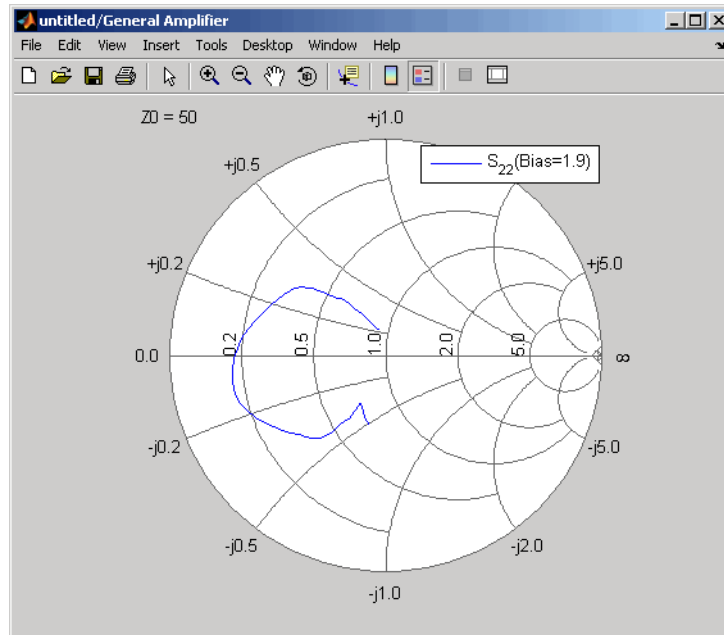 untitled/General Amplifier
File Edit View Insert Tools Desktop Window Help
Z0 = 50
+j1.0
S22(Bias=1.9)
+j0.5
+j0.2
+j5.0
0.0
0.2
0.5
1.0
2.0
5.0
∞
-j0.2
-j5.0
-j0.5
-j2.0
-j1.0